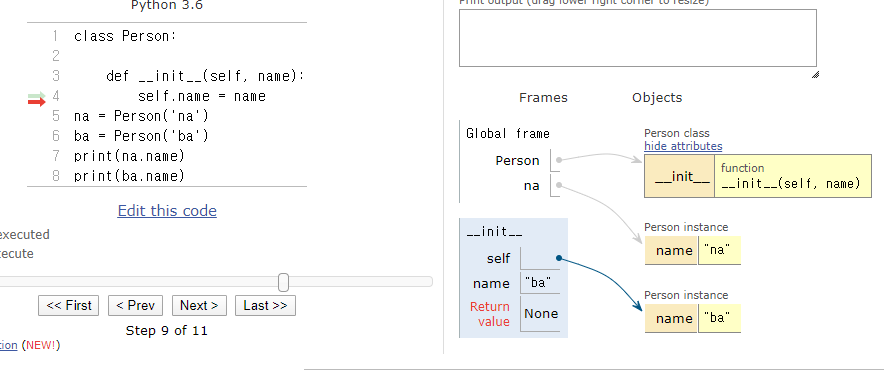 Python 3.6
1 class Person:
2
3 def __init__(self, name):
4 self.name = name
5 na = Person('na')
6 ba = Person('ba')
7 print(na.name)
8 print(ba.name)
Edit this code
executed
ecute
<< First < Prev Next > Last >>
Step 9 of 11
tion (NEW!)
Print output (drag lower right corner to resize)
Frames Objects
Global frame
Person
na
Person class
hide attributes
__init__
function
__init__(self, name)
__init__
self
name "ba"
Return
value None
Person instance
name "na"
Person instance
name "ba"